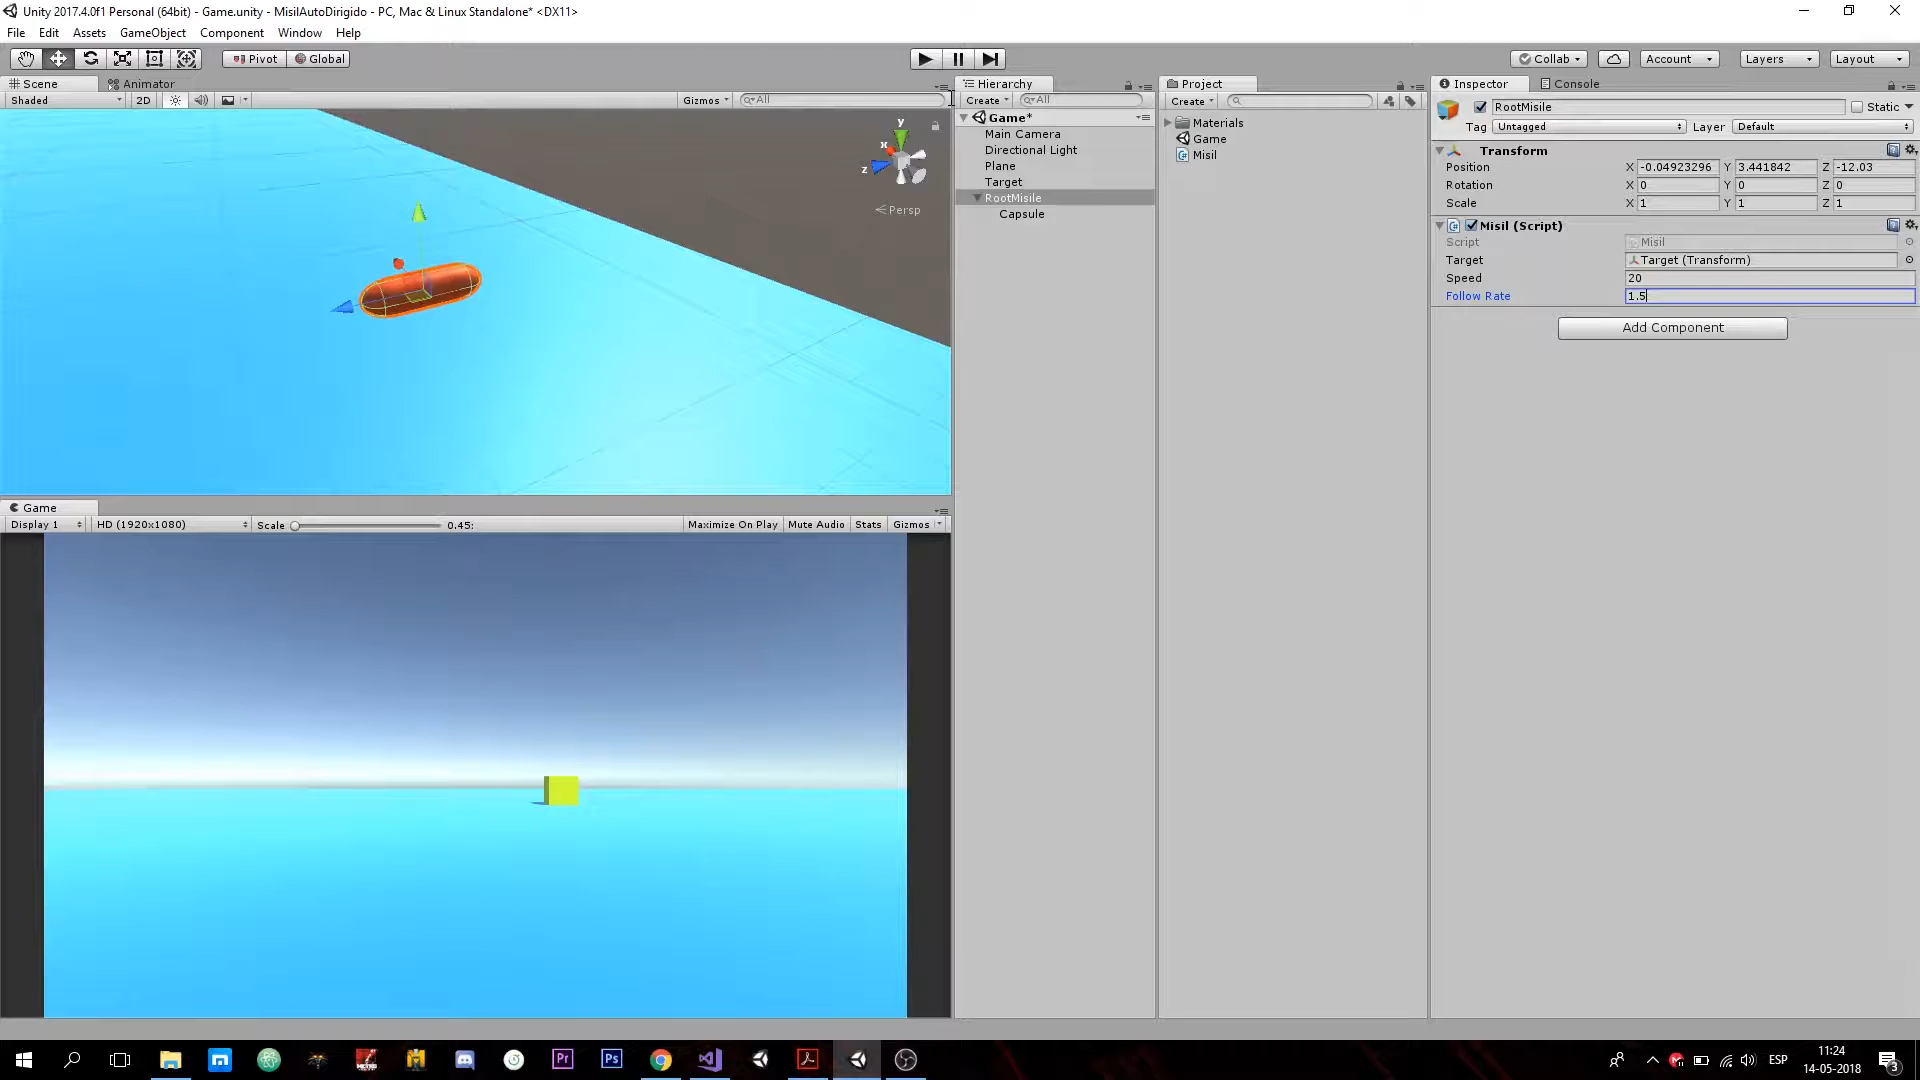 Unity 2017.4.0f1 Personal (64bit) - Game.unity - MisilAutoDirigido - PC, Mac & Linux Standalone* <DX11>
File Edit Assets GameObject Component Window Help
Pivot Global Collab Account Layers Layout
Scene Animator
Shaded 2D Gizmos All
y
x
z
Persp
Game
Display 1 HD (1920x1080) Scale 0.45: Maximize On Play Mute Audio Stats Gizmos
Hierarchy
Create All
Game*
Main Camera
Directional Light
Plane
Target
RootMisile
Capsule
Project
Create
Materials
Game
Misil
Inspector Console
RootMisile Static
Tag Untagged Layer Default
Transform
Position X -0.04923296 Y 3.441842 Z -12.03
Rotation X 0 Y 0 Z 0
Scale X 1 Y 1 Z 1
Misil (Script)
Script Misil
Target Target (Transform)
Speed 20
Follow Rate 1.5
Add Component
Pr Ps ESP 11:24
14-05-2018 3